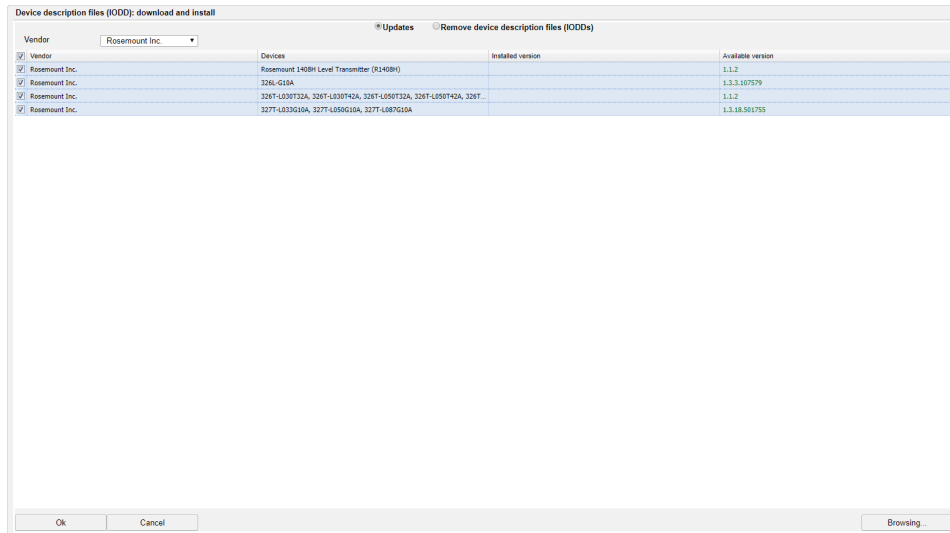 Device description files (IODD): download and install
Updates Remove device description files (IODDs)
Vendor Rosemount Inc.
Vendor Devices Installed version Available version
Rosemount Inc. Rosemount 1408H Level Transmitter (R1408H) 1.1.2
Rosemount Inc. 326L-G10A 1.3.3.107579
Rosemount Inc. 326T-L030T32A, 326T-L030T42A, 326T-L050T32A, 326T-L050T42A, 326T... 1.1.2
Rosemount Inc. 327T-L033G10A, 327T-L050G10A, 327T-L087G10A 1.3.18.501755
Ok Cancel Browsing...